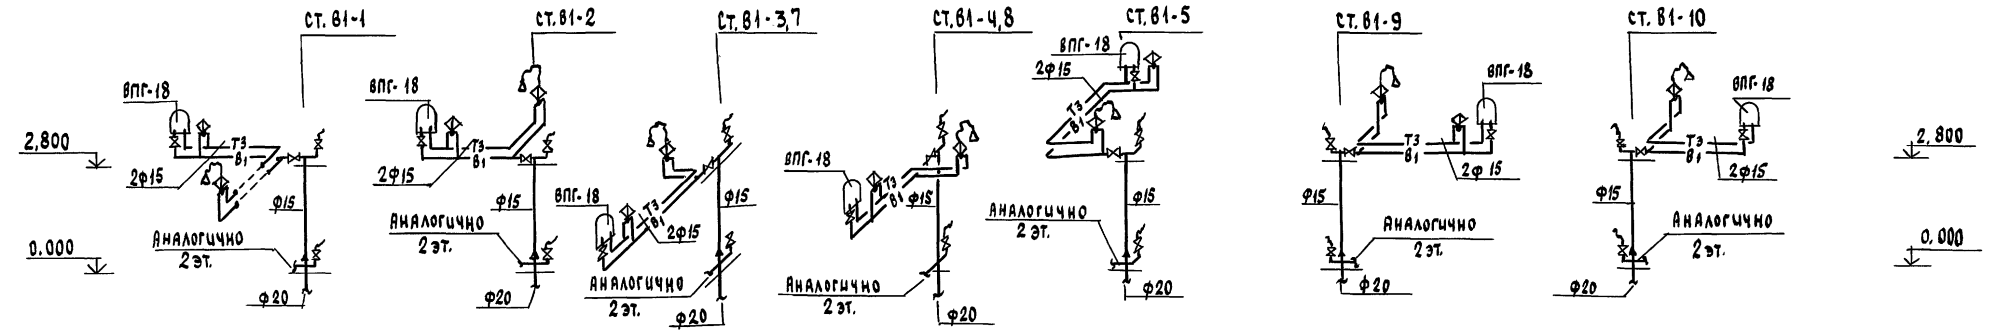 СТ. В1-1
ВПГ-18
2,800
Т3
В1
2Ф15
Ф15
АНАЛОГИЧНО
2 ЭТ.
0.000
Ф20
СТ. В1-2
ВПГ-18
Т3
В1
2Ф15
Ф15
АНАЛОГИЧНО
2 ЭТ.
Ф20
СТ. В1-3,7
ВПГ-18
Т3
В1
Ф15
2Ф15
АНАЛОГИЧНО
2 ЭТ.
Ф20
СТ. В1-4,8
ВПГ-18
Т3
В1
Ф15
АНАЛОГИЧНО
2 ЭТ.
Ф20
СТ. В1-5
ВПГ-18
2Ф15
Т3
В1
Ф15
АНАЛОГИЧНО
2 ЭТ.
Ф20
СТ. В1-9
ВПГ-18
Т3
В1
2Ф15
Ф15
АНАЛОГИЧНО
2 ЭТ.
Ф20
СТ. В1-10
ВПГ-18
Т3
В1
2Ф15
Ф15
АНАЛОГИЧНО
2 ЭТ.
Ф20
2,800
0.000